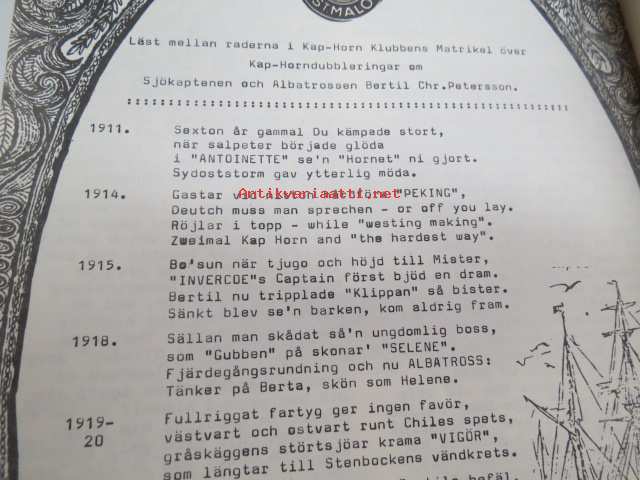 ST MALO
Läst mellan raderna i Kap-Horn Klubbens Matrikel över
Kap-Horndubbleringar om
Sjökaptenen och Albatrossen Bertil Chr.Petersson.
1911. Sexton år gammal Du kämpade stort,
när salpeter började glöda
i "ANTOINETTE" se'n "Hornet" ni gjort.
Sydoststorm gav ytterlig möda.
Antikvariaatti.net
1914. Gastar vid därför "PEKING",
Deutch muss man sprechen - or off you lay.
Röjlar i topp - while "westing making".
Zweimal Kap Horn and "the hardest way".
1915. Bo'sun när tjugo och höjd till Mister,
"INVERCOE"s Captain först bjöd en dram.
Bertil nu tripplade "Klippan" så bister.
Sänkt blev se'n barken, kom aldrig fram.
1918. Sällan man skådat så'n ungdomlig boss,
som "Gubben" på skonar' "SELENE".
Fjärdegångsrundning och nu ALBATROSS:
Tänker på Berta, skön som Helene.
1919- Fullriggat fartyg ger ingen favör,
20 västvart och ostvart runt Chiles spets,
gråskäggens störtsjöar krama "VIGÖR",
som längtar till Stenbockens vändkrets.
befäl.